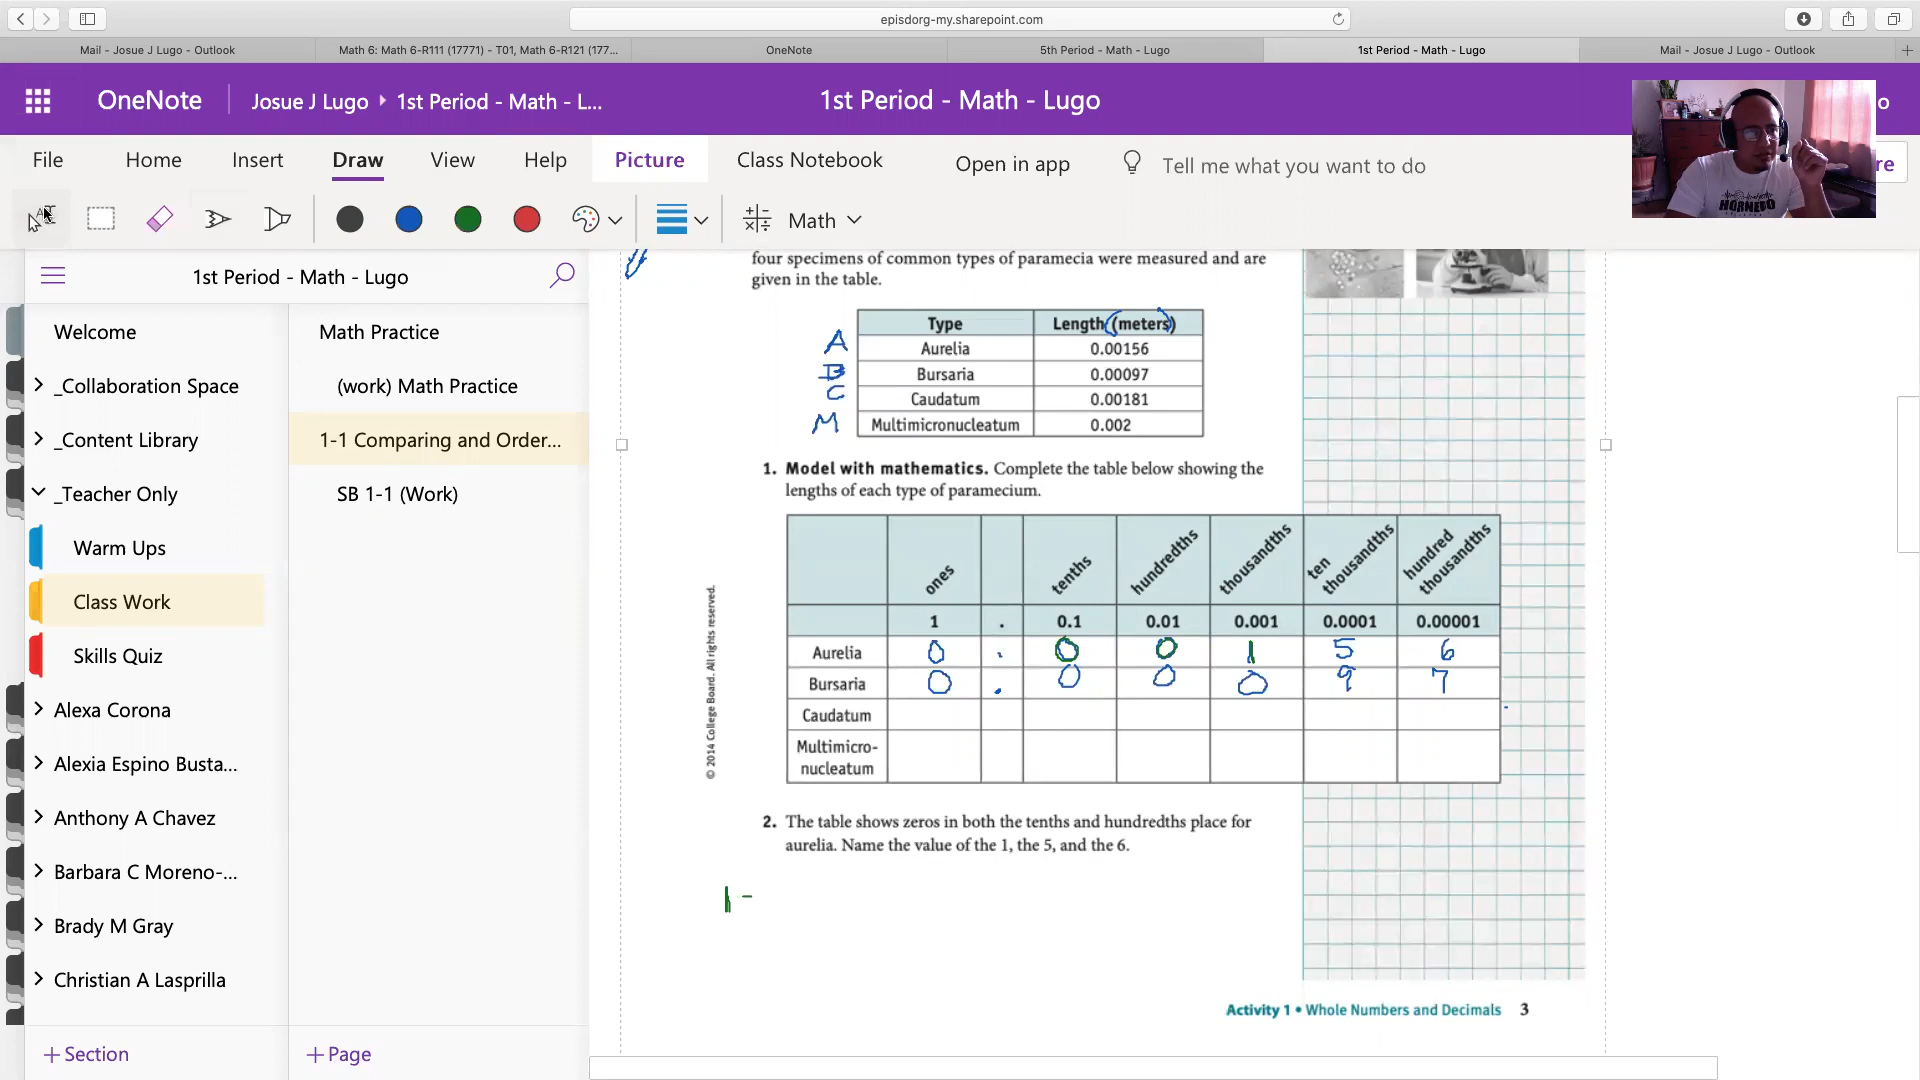 episdorg-my.sharepoint.com
Mail - Josue J Lugo - Outlook
Math 6: Math 6-R111 (17771) - T01, Math 6-R121 (177...
OneNote
5th Period - Math - Lugo
1st Period - Math - Lugo
Mail - Josue J Lugo - Outlook
OneNote
Josue J Lugo
1st Period - Math - L...
1st Period - Math - Lugo
File
Home
Insert
Draw
View
Help
Picture
Class Notebook
Open in app
Tell me what you want to do
HORNEDO
Math
1st Period - Math - Lugo
Welcome
_Collaboration Space
_Content Library
_Teacher Only
Warm Ups
Class Work
Skills Quiz
Alexa Corona
Alexia Espino Busta...
Anthony A Chavez
Barbara C Moreno-...
Brady M Gray
Christian A Lasprilla
+ Section
Math Practice
(work) Math Practice
1-1 Comparing and Order...
SB 1-1 (Work)
+ Page
four specimens of common types of paramecia were measured and are
given in the table.
Type Length (meters)
A Aurelia 0.00156
B Bursaria 0.00097
C Caudatum 0.00181
M Multimicronucleatum 0.002
1. Model with mathematics. Complete the table below showing the
lengths of each type of paramecium.
ones tenths hundredths thousandths ten thousandths hundred thousandths
1 . 0.1 0.01 0.001 0.0001 0.00001
Aurelia 0 . 0 0 1 5 6
Bursaria 0 . 0 0 0 9 7
Caudatum
Multimicro-
nucleatum
© 2014 College Board. All rights reserved.
2. The table shows zeros in both the tenths and hundredths place for
aurelia. Name the value of the 1, the 5, and the 6.
1 -
Activity 1 • Whole Numbers and Decimals 3